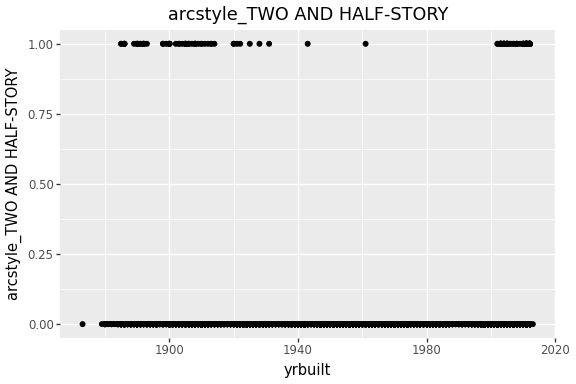 arcstyle_TWO AND HALF-STORY
1.00
0.75
0.50
0.25
0.00
arcstyle_TWO AND HALF-STORY
1900 1940 1980 2020
yrbuilt